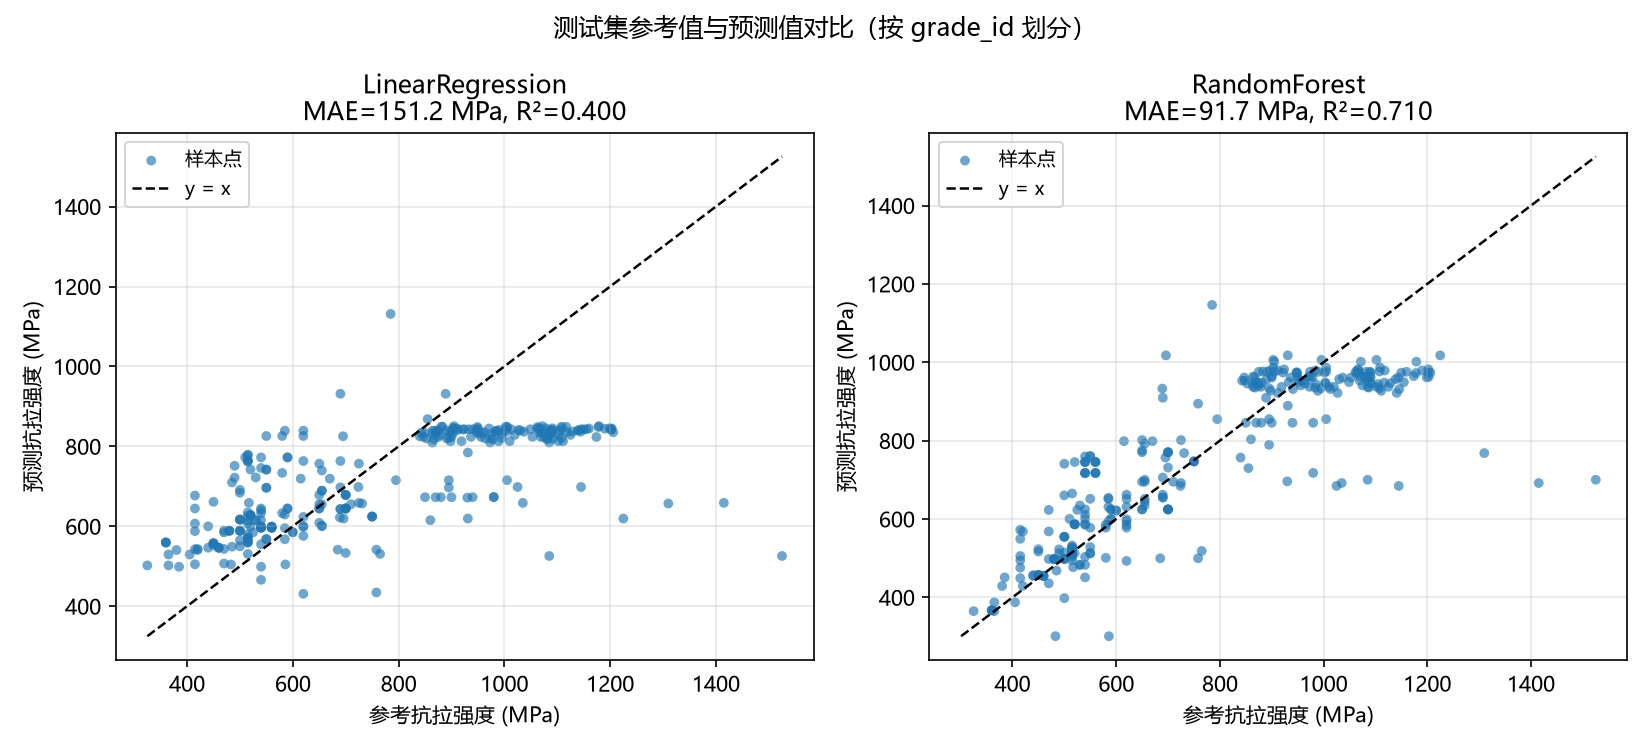 测试集参考值与预测值对比（按 grade_id 划分）
LinearRegression
MAE=151.2 MPa, R²=0.400
样本点
y = x
1400
1200
1000
800
600
400
预测抗拉强度 (MPa)
400 600 800 1000 1200 1400
参考抗拉强度 (MPa)
RandomForest
MAE=91.7 MPa, R²=0.710
样本点
y = x
1400
1200
1000
800
600
400
预测抗拉强度 (MPa)
400 600 800 1000 1200 1400
参考抗拉强度 (MPa)